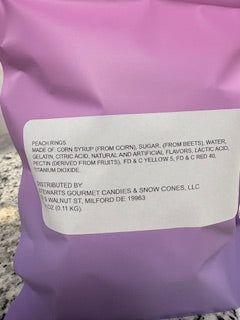 PEACH RINGS
MADE OF: CORN SYRUP (FROM CORN), SUGAR, (FROM BEETS), WATER,
GELATIN, CITRIC ACID, NATURAL AND ARTIFICIAL FLAVORS, LACTIC ACID,
PECTIN (DERIVED FROM FRUITS), FD & C YELLOW 5, FD & C RED 40,
TITANIUM DIOXIDE.
DISTRIBUTED BY
STEWARTS GOURMET CANDIES & SNOW CONES, LLC
WALNUT ST, MILFORD DE 19963
OZ (0.11 KG).